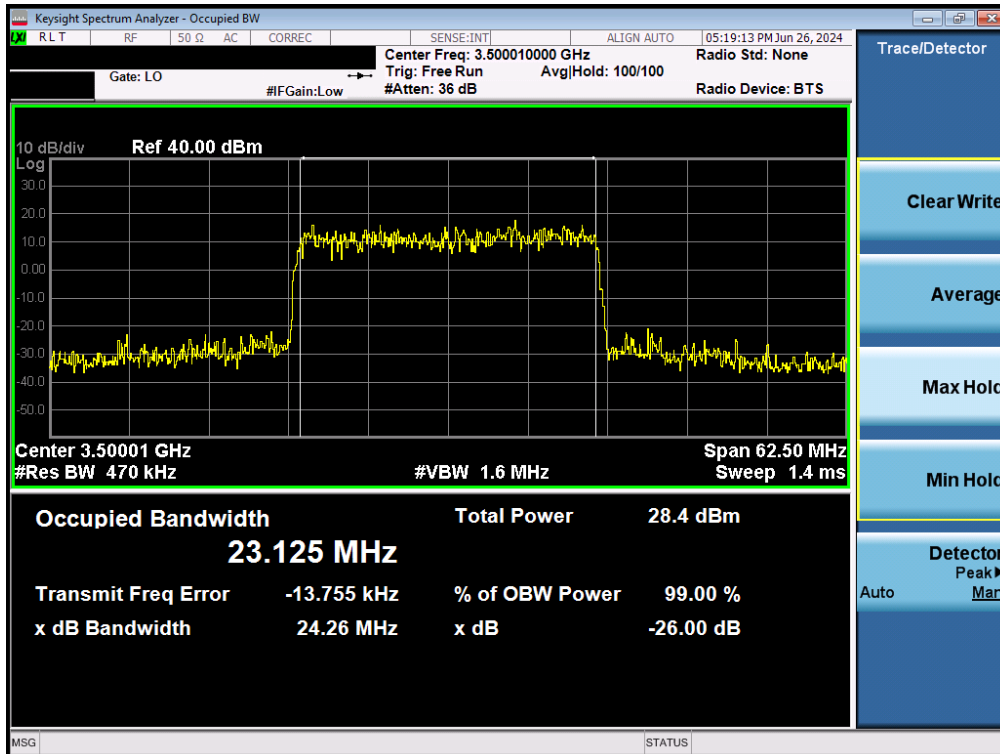 Keysight Spectrum Analyzer - Occupied BW
LXI RLT RF 50 Ω AC CORREC SENSE:INT ALIGN AUTO 05:19:13 PM Jun 26, 2024
Center Freq: 3.500010000 GHz Radio Std: None
Gate: LO Trig: Free Run Avg|Hold: 100/100
#IFGain:Low #Atten: 36 dB Radio Device: BTS
Trace/Detector
10 dB/div Ref 40.00 dBm
Log
30.0
20.0
10.0
0.00
-10.0
-20.0
-30.0
-40.0
-50.0
Center 3.50001 GHz Span 62.50 MHz
#Res BW 470 kHz #VBW 1.6 MHz Sweep 1.4 ms
Occupied Bandwidth Total Power 28.4 dBm
23.125 MHz
Transmit Freq Error -13.755 kHz % of OBW Power 99.00 %
x dB Bandwidth 24.26 MHz x dB -26.00 dB
Clear Write
Average
Max Hold
Min Hold
Detector
Peak
Auto Man
MSG STATUS